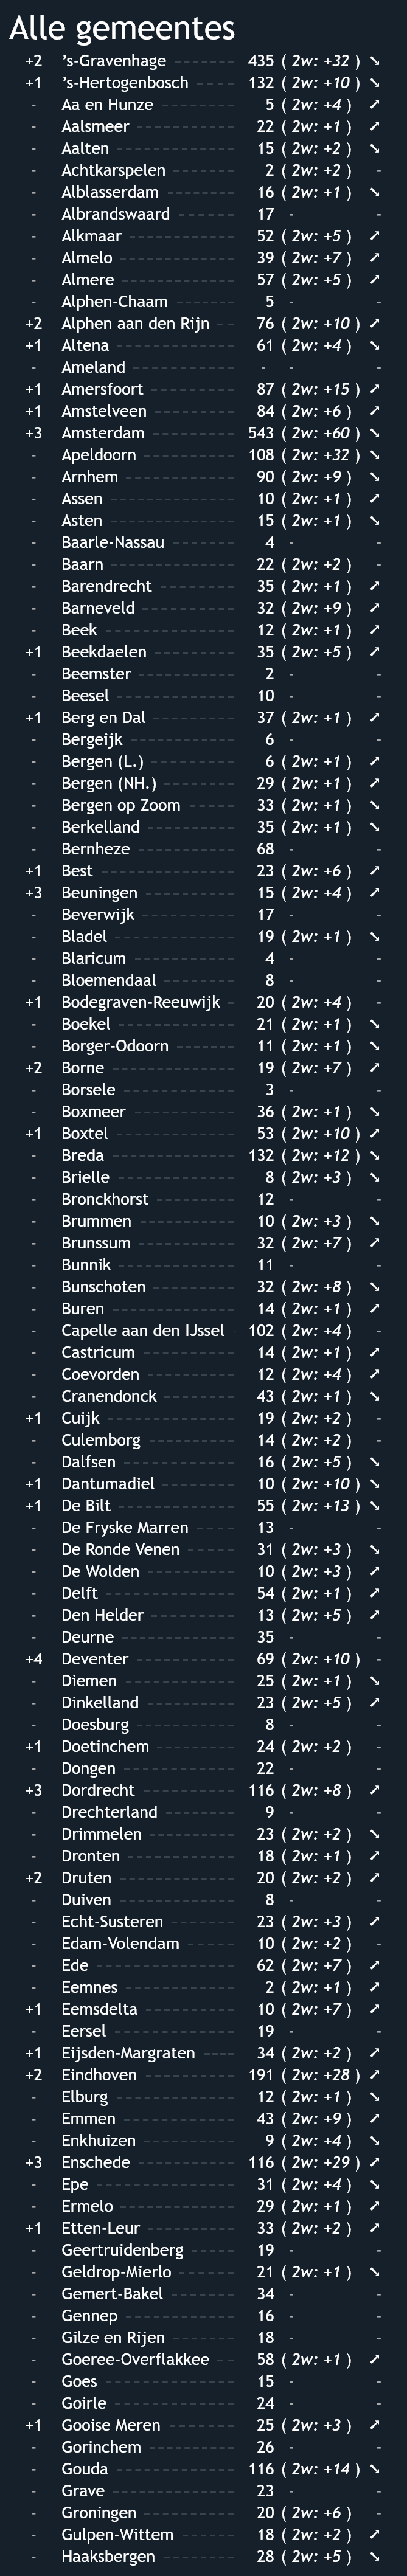 Alle gemeentes
+2 ’s-Gravenhage 435 ( 2w: +32 ) ➘
+1 ’s-Hertogenbosch 132 ( 2w: +10 ) ➘
- Aa en Hunze 5 ( 2w: +4 ) ➚
- Aalsmeer 22 ( 2w: +1 ) ➚
- Aalten 15 ( 2w: +2 ) ➘
- Achtkarspelen 2 ( 2w: +2 ) -
- Alblasserdam 16 ( 2w: +1 ) ➘
- Albrandswaard 17 - -
- Alkmaar 52 ( 2w: +5 ) ➚
- Almelo 39 ( 2w: +7 ) ➚
- Almere 57 ( 2w: +5 ) ➚
- Alphen-Chaam 5 - -
+2 Alphen aan den Rijn 76 ( 2w: +10 ) ➚
+1 Altena 61 ( 2w: +4 ) ➘
- Ameland - - -
+1 Amersfoort 87 ( 2w: +15 ) ➚
+1 Amstelveen 84 ( 2w: +6 ) ➚
+3 Amsterdam 543 ( 2w: +60 ) ➘
- Apeldoorn 108 ( 2w: +32 ) ➘
- Arnhem 90 ( 2w: +9 ) ➘
- Assen 10 ( 2w: +1 ) ➚
- Asten 15 ( 2w: +1 ) ➘
- Baarle-Nassau 4 - -
- Baarn 22 ( 2w: +2 ) -
- Barendrecht 35 ( 2w: +1 ) ➚
- Barneveld 32 ( 2w: +9 ) ➚
- Beek 12 ( 2w: +1 ) ➚
+1 Beekdaelen 35 ( 2w: +5 ) ➚
- Beemster 2 - -
- Beesel 10 - -
+1 Berg en Dal 37 ( 2w: +1 ) ➚
- Bergeijk 6 - -
- Bergen (L.) 6 ( 2w: +1 ) ➚
- Bergen (NH.) 29 ( 2w: +1 ) ➚
- Bergen op Zoom 33 ( 2w: +1 ) ➘
- Berkelland 35 ( 2w: +1 ) ➘
- Bernheze 68 - -
+1 Best 23 ( 2w: +6 ) ➚
+3 Beuningen 15 ( 2w: +4 ) ➚
- Beverwijk 17 - -
- Bladel 19 ( 2w: +1 ) ➘
- Blaricum 4 - -
- Bloemendaal 8 - -
+1 Bodegraven-Reeuwijk 20 ( 2w: +4 ) -
- Boekel 21 ( 2w: +1 ) ➘
- Borger-Odoorn 11 ( 2w: +1 ) ➘
+2 Borne 19 ( 2w: +7 ) ➚
- Borsele 3 - -
- Boxmeer 36 ( 2w: +1 ) ➘
+1 Boxtel 53 ( 2w: +10 ) ➚
- Breda 132 ( 2w: +12 ) ➘
- Brielle 8 ( 2w: +3 ) ➘
- Bronckhorst 12 - -
- Brummen 10 ( 2w: +3 ) ➘
- Brunssum 32 ( 2w: +7 ) ➚
- Bunnik 11 - -
- Bunschoten 32 ( 2w: +8 ) ➘
- Buren 14 ( 2w: +1 ) ➚
- Capelle aan den IJssel 102 ( 2w: +4 ) -
- Castricum 14 ( 2w: +1 ) ➚
- Coevorden 12 ( 2w: +4 ) ➚
- Cranendonck 43 ( 2w: +1 ) ➘
+1 Cuijk 19 ( 2w: +2 ) -
- Culemborg 14 ( 2w: +2 ) -
- Dalfsen 16 ( 2w: +5 ) ➘
+1 Dantumadiel 10 ( 2w: +10 ) ➘
+1 De Bilt 55 ( 2w: +13 ) ➘
- De Fryske Marren 13 - -
- De Ronde Venen 31 ( 2w: +3 ) ➘
- De Wolden 10 ( 2w: +3 ) ➚
- Delft 54 ( 2w: +1 ) ➚
- Den Helder 13 ( 2w: +5 ) ➚
- Deurne 35 - -
+4 Deventer 69 ( 2w: +10 ) -
- Diemen 25 ( 2w: +1 ) ➘
- Dinkelland 23 ( 2w: +5 ) ➚
- Doesburg 8 - -
+1 Doetinchem 24 ( 2w: +2 ) -
- Dongen 22 - -
+3 Dordrecht 116 ( 2w: +8 ) ➚
- Drechterland 9 - -
- Drimmelen 23 ( 2w: +2 ) ➘
- Dronten 18 ( 2w: +1 ) ➚
+2 Druten 20 ( 2w: +2 ) ➚
- Duiven 8 - -
- Echt-Susteren 23 ( 2w: +3 ) ➚
- Edam-Volendam 10 ( 2w: +2 ) -
- Ede 62 ( 2w: +7 ) ➚
- Eemnes 2 ( 2w: +1 ) ➚
+1 Eemsdelta 10 ( 2w: +7 ) ➚
- Eersel 19 - -
+1 Eijsden-Margraten 34 ( 2w: +2 ) ➚
+2 Eindhoven 191 ( 2w: +28 ) ➚
- Elburg 12 ( 2w: +1 ) ➘
- Emmen 43 ( 2w: +9 ) ➚
- Enkhuizen 9 ( 2w: +4 ) ➘
+3 Enschede 116 ( 2w: +29 ) ➚
- Epe 31 ( 2w: +4 ) ➘
- Ermelo 29 ( 2w: +1 ) ➚
+1 Etten-Leur 33 ( 2w: +2 ) ➚
- Geertruidenberg 19 - -
- Geldrop-Mierlo 21 ( 2w: +1 ) ➘
- Gemert-Bakel 34 - -
- Gennep 16 - -
- Gilze en Rijen 18 - -
- Goeree-Overflakkee 58 ( 2w: +1 ) ➚
- Goes 15 - -
- Goirle 24 - -
+1 Gooise Meren 25 ( 2w: +3 ) ➚
- Gorinchem 26 - -
- Gouda 116 ( 2w: +14 ) ➘
- Grave 23 - -
- Groningen 20 ( 2w: +6 ) -
- Gulpen-Wittem 18 ( 2w: +2 ) ➚
- Haaksbergen 28 ( 2w: +5 ) ➘